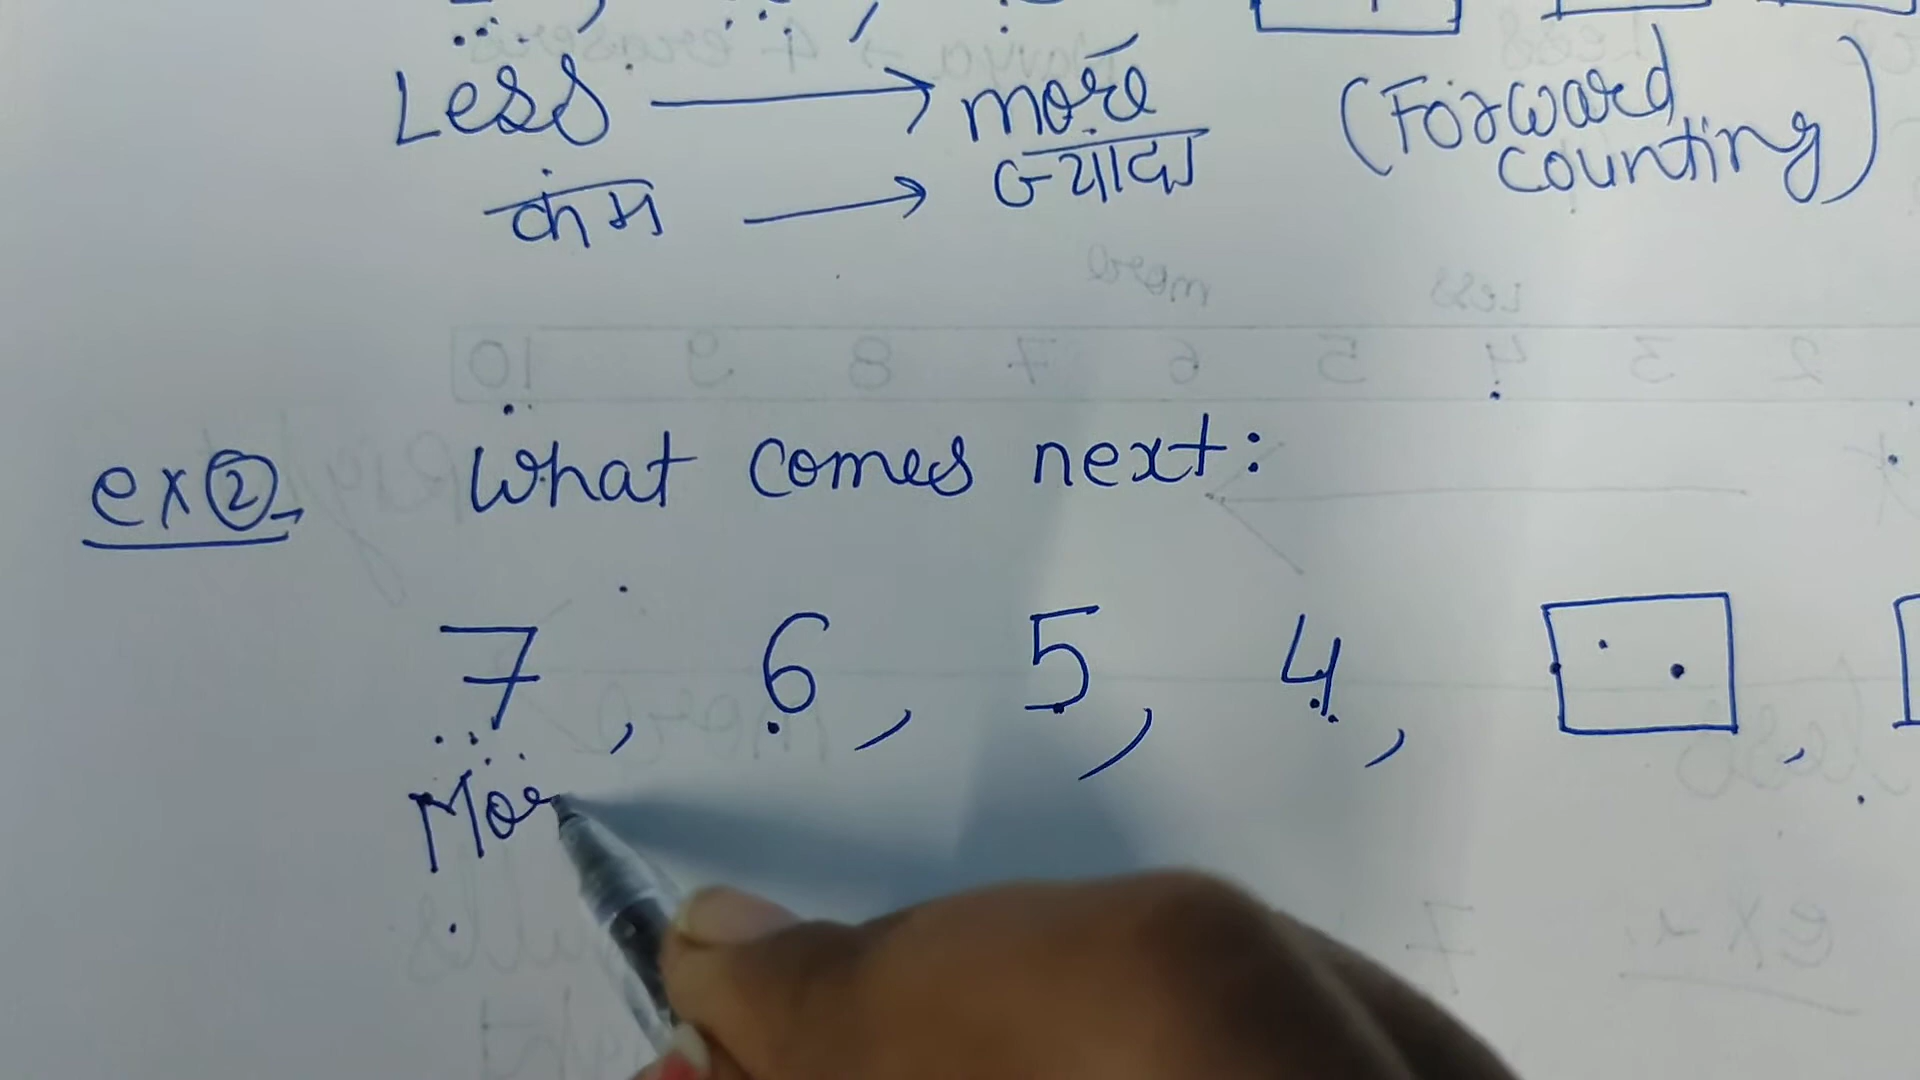 Less → more (Forward
counting)
कम → ज्यादा
ex② What comes next:
7, 6, 5, 4, ,
Mor